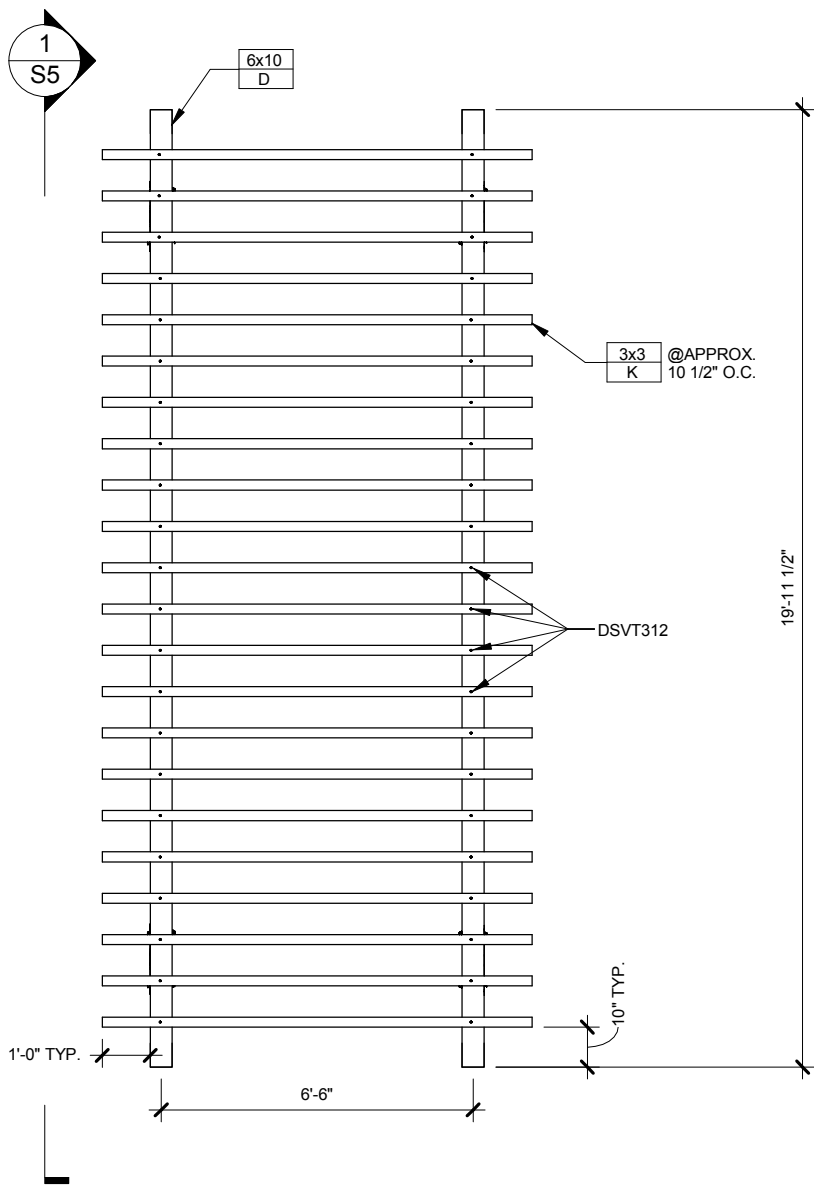 1
S5
6x10
D
3x3 @APPROX.
K 10 1/2" O.C.
19'-11 1/2"
DSVT312
10" TYP.
1'-0" TYP.
6'-6"